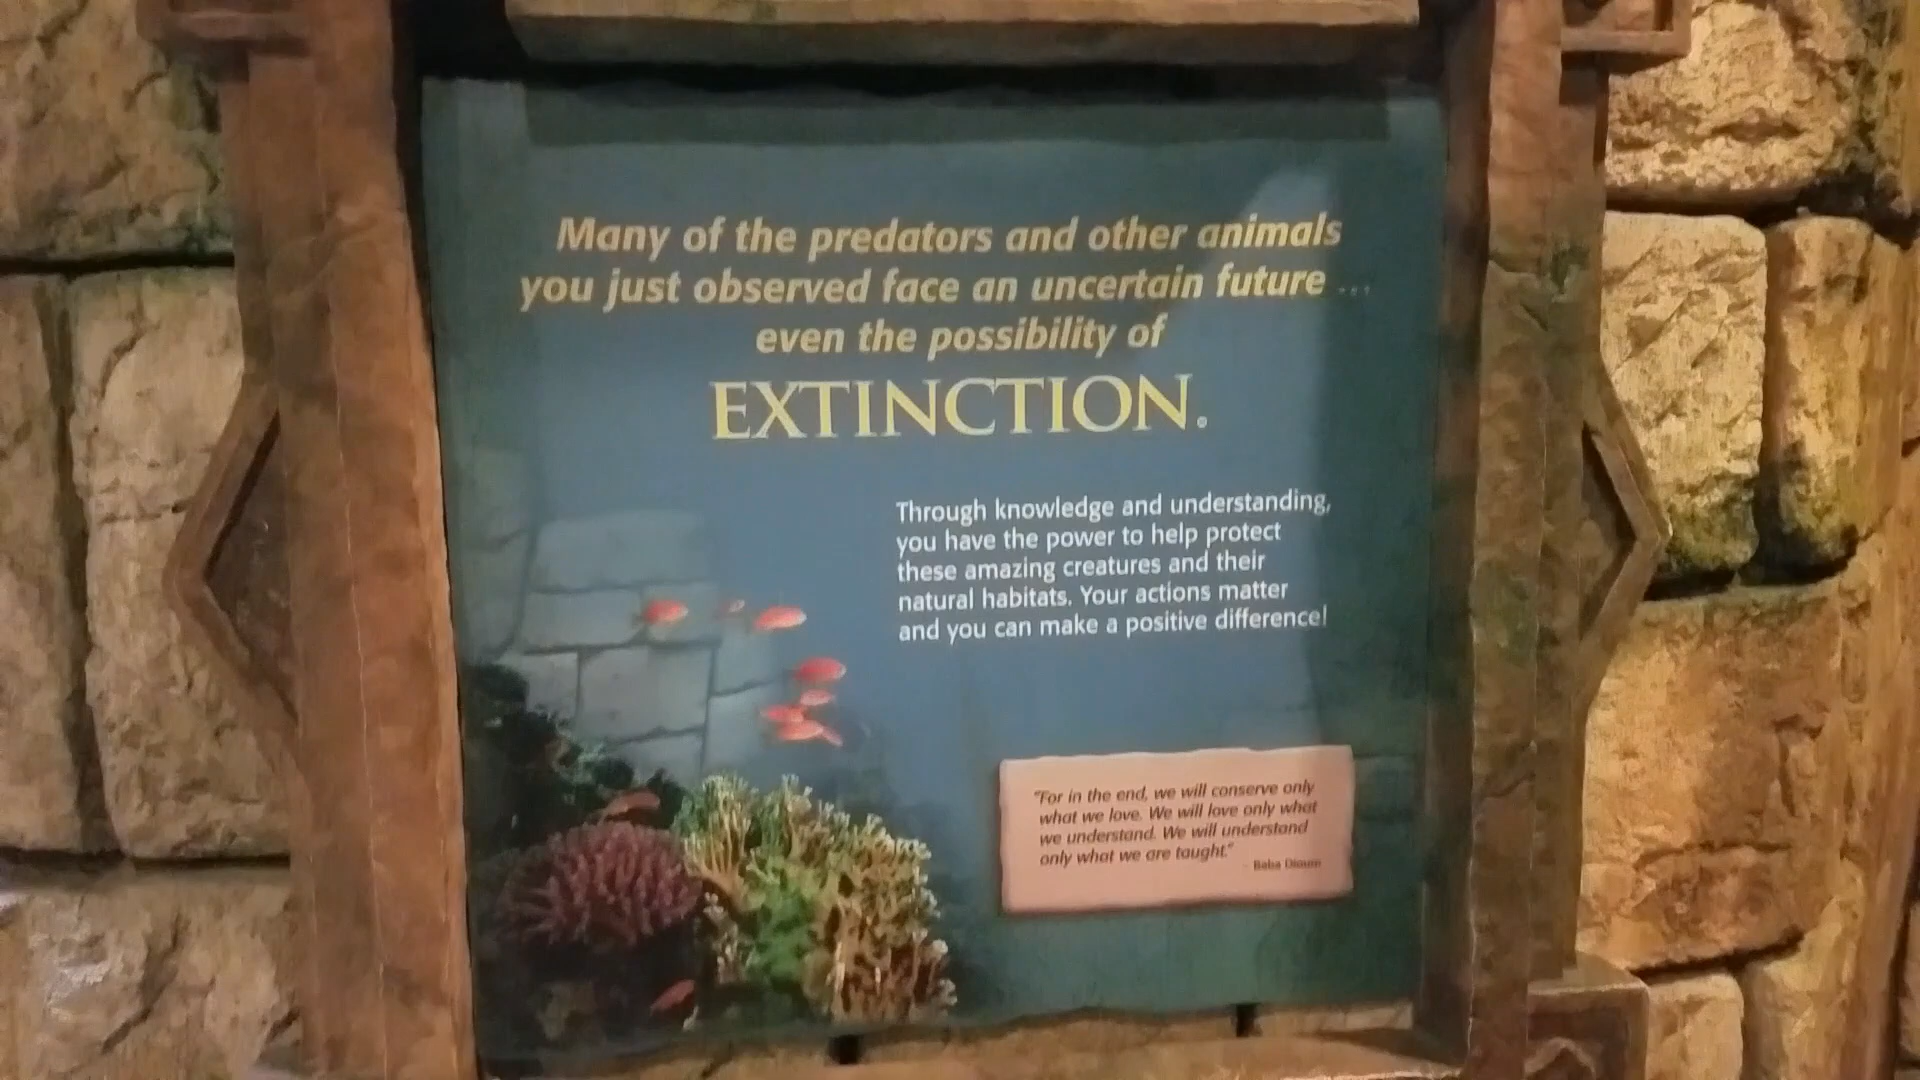 Many of the predators and other animals
you just observed face an uncertain future ...
even the possibility of
EXTINCTION.
Through knowledge and understanding,
you have the power to help protect
these amazing creatures and their
natural habitats. Your actions matter
and you can make a positive difference!
"For in the end, we will conserve only
what we love. We will love only what
we understand. We will understand
only what we are taught."
- Baba Dioum